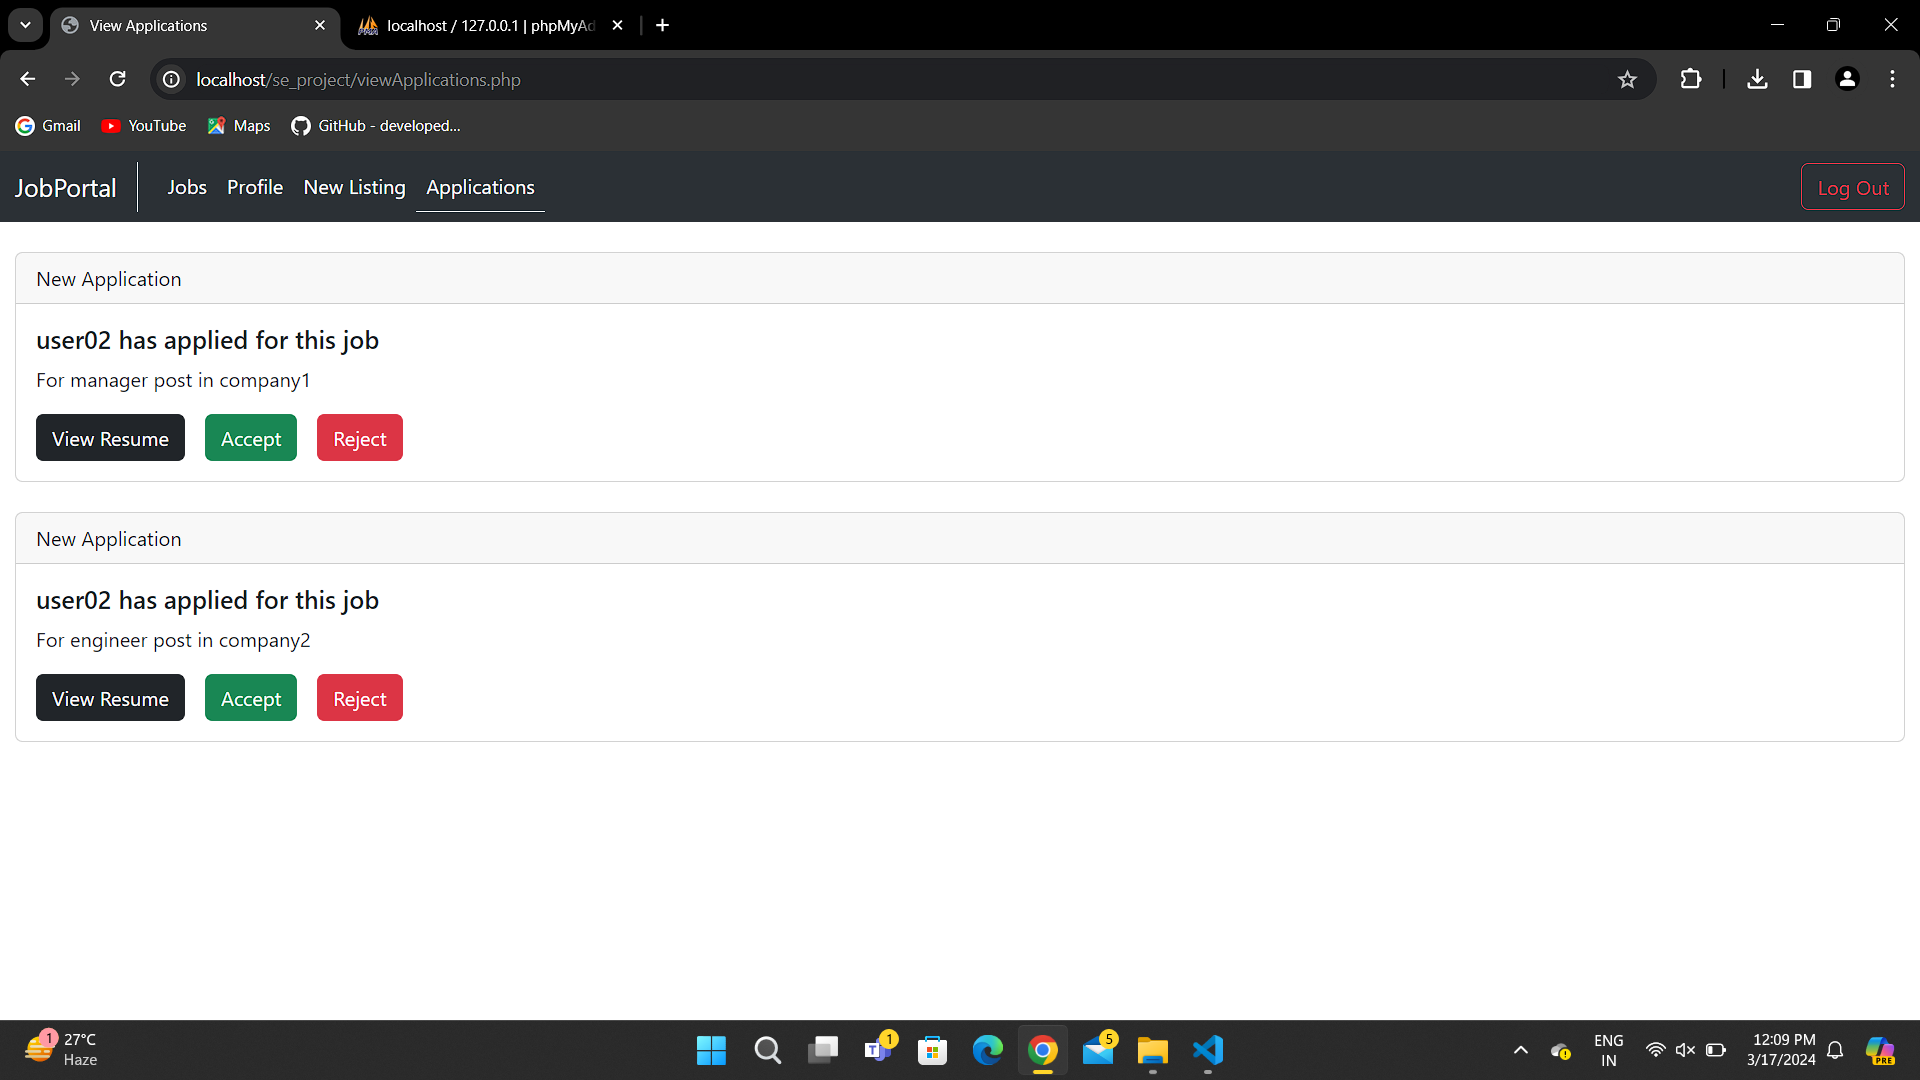 View Applications
localhost / 127.0.0.1 | phpMyAd
localhost/se_project/viewApplications.php
Gmail
YouTube
Maps
GitHub - developed...
JobPortal
Jobs
Profile
New Listing
Applications
Log Out
New Application
user02 has applied for this job
For manager post in company1
View Resume
Accept
Reject
New Application
user02 has applied for this job
For engineer post in company2
View Resume
Accept
Reject
1
27°C
Haze
1
5
ENG
IN
12:09 PM
3/17/2024
PRE